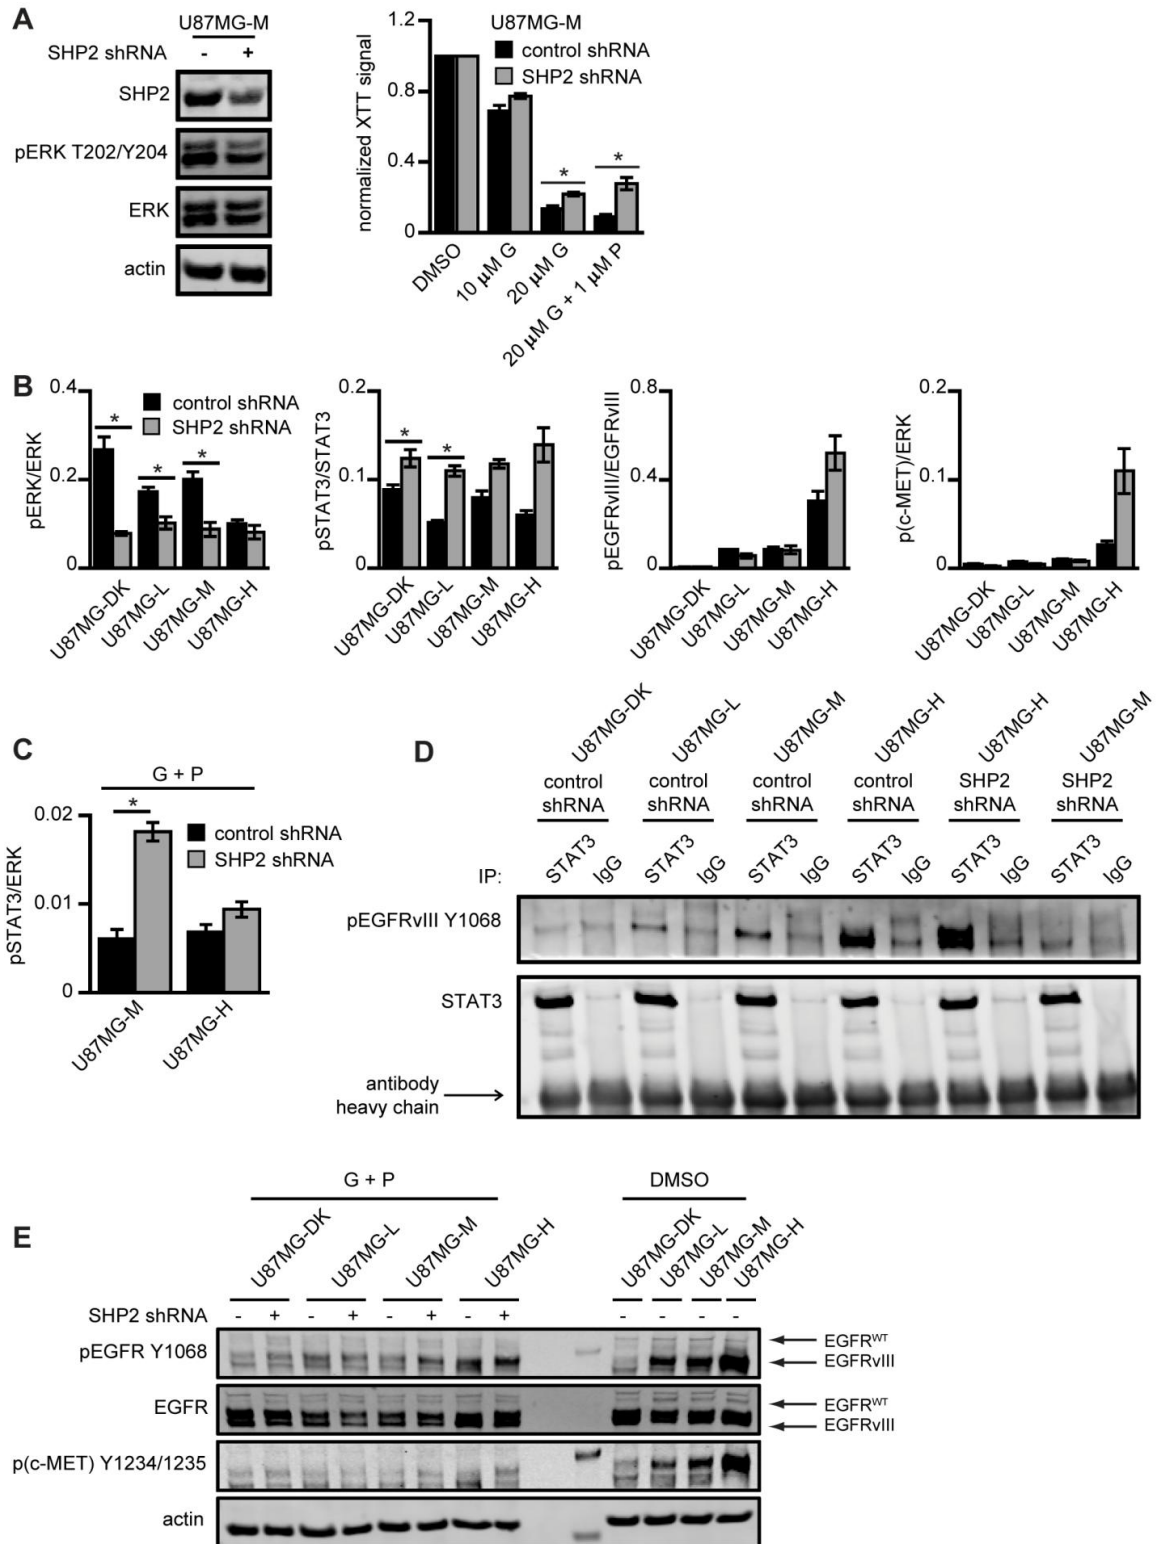 A
U87MG-M
SHP2 shRNA - +
SHP2
pERK T202/Y204
ERK
actin
U87MG-M
control shRNA
SHP2 shRNA
normalized XTT signal
1.2
0.8
0.4
0
*
*
DMSO
10 µM G
20 µM G
20 µM G + 1 µM P
B
pERK/ERK
0.4
0.2
0
control shRNA
SHP2 shRNA
*
*
*
U87MG-DK
U87MG-L
U87MG-M
U87MG-H
pSTAT3/STAT3
0.2
0.1
0
*
*
U87MG-DK
U87MG-L
U87MG-M
U87MG-H
pEGFRvIII/EGFRvIII
0.8
0.4
0
U87MG-DK
U87MG-L
U87MG-M
U87MG-H
p(c-MET)/ERK
0.2
0.1
0
U87MG-DK
U87MG-L
U87MG-M
U87MG-H
C
G + P
*
pSTAT3/ERK
0.02
0.01
0
control shRNA
SHP2 shRNA
U87MG-M
U87MG-H
D
U87MG-DK
U87MG-L
U87MG-M
U87MG-H
U87MG-H
U87MG-M
control control control control SHP2 SHP2
shRNA shRNA shRNA shRNA shRNA shRNA
IP: STAT3 IgG STAT3 IgG STAT3 IgG STAT3 IgG STAT3 IgG STAT3 IgG
pEGFRvIII Y1068
STAT3
antibody
heavy chain
E
G + P
DMSO
U87MG-DK
U87MG-L
U87MG-M
U87MG-H
U87MG-DK
U87MG-L
U87MG-M
U87MG-H
SHP2 shRNA - + - + - + - + - - - -
pEGFR Y1068
EGFRWT
EGFRvIII
EGFR
EGFRWT
EGFRvIII
p(c-MET) Y1234/1235
actin